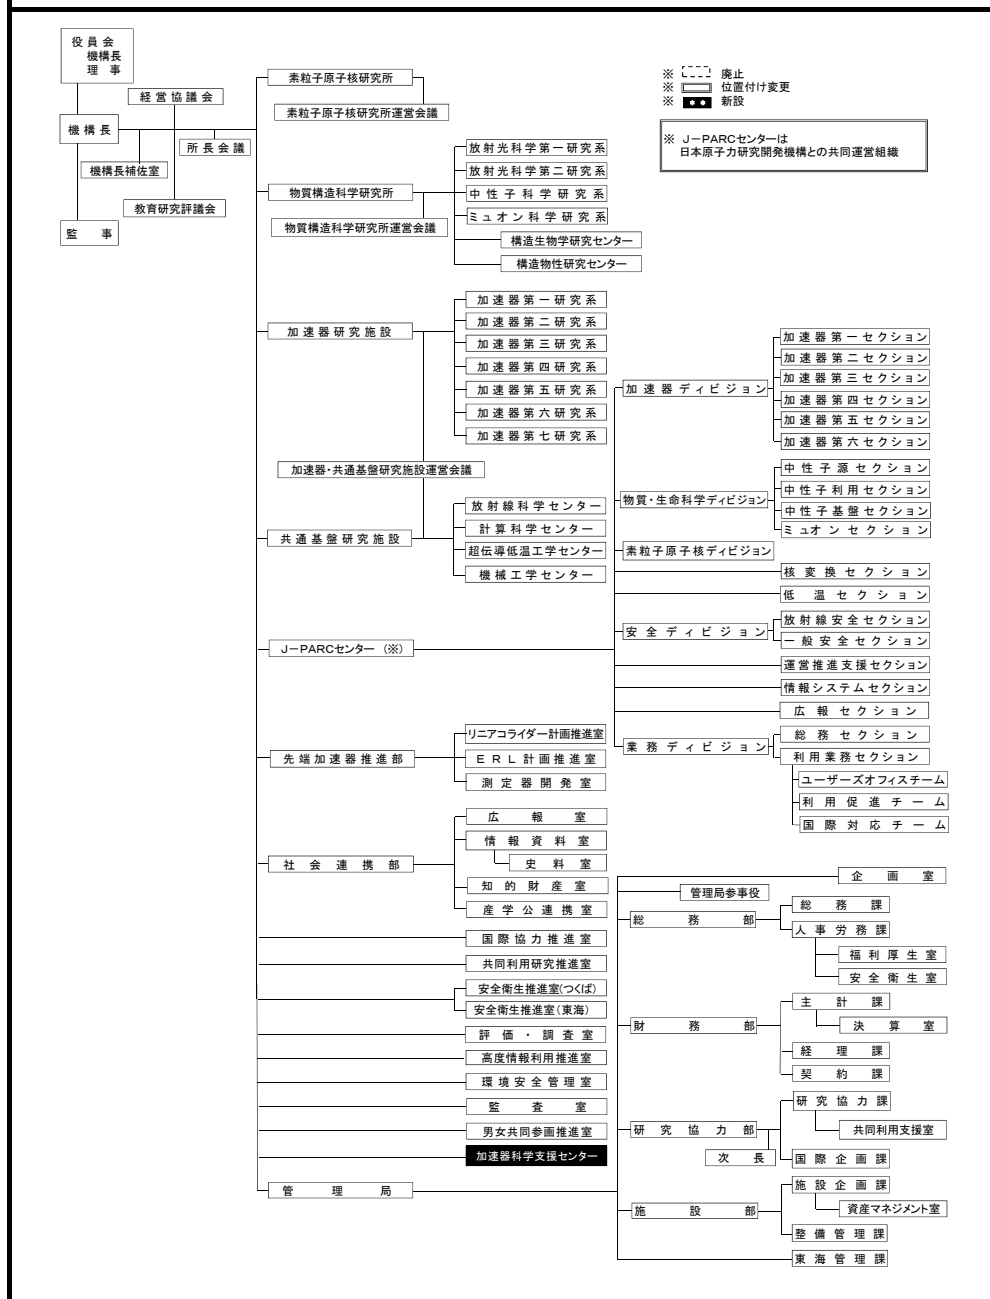 役員会
機構長
理事
経営協議会
機構長
所長会議
機構長補佐室
教育研究評議会
監事
※ 廃止
※ 位置付け変更
※ ** 新設
※ J-PARCセンターは
日本原子力研究開発機構との共同運営組織
素粒子原子核研究所
素粒子原子核研究所運営会議
物質構造科学研究所
物質構造科学研究所運営会議
放射光科学第一研究系
放射光科学第二研究系
中性子科学研究系
ミュオン科学研究系
構造生物学研究センター
構造物性研究センター
加速器研究施設
加速器第一研究系
加速器第二研究系
加速器第三研究系
加速器第四研究系
加速器第五研究系
加速器第六研究系
加速器第七研究系
加速器・共通基盤研究施設運営会議
共通基盤研究施設
放射線科学センター
計算科学センター
超伝導低温工学センター
機械工学センター
J-PARCセンター (※)
加速器ディビジョン
加速器第一セクション
加速器第二セクション
加速器第三セクション
加速器第四セクション
加速器第五セクション
加速器第六セクション
物質・生命科学ディビジョン
中性子源セクション
中性子利用セクション
中性子基盤セクション
ミュオンセクション
素粒子原子核ディビジョン
核変換セクション
低温セクション
安全ディビジョン
放射線安全セクション
一般安全セクション
運営推進支援セクション
情報システムセクション
広報セクション
業務ディビジョン
総務セクション
利用業務セクション
ユーザーズオフィスチーム
利用促進チーム
国際対応チーム
先端加速器推進部
リニアコライダー計画推進室
ERL計画推進室
測定器開発室
社会連携部
広報室
情報資料室
史料室
知的財産室
産学公連携室
国際協力推進室
共同利用研究推進室
安全衛生推進室(つくば)
安全衛生推進室(東海)
評価・調査室
高度情報利用推進室
環境安全管理室
監査室
男女共同参画推進室
加速器科学支援センター
管理局
企画室
管理局参事役
総務部
総務課
人事労務課
福利厚生室
安全衛生室
財務部
主計課
決算室
経理課
契約課
研究協力部
次長
研究協力課
共同利用支援室
国際企画課
施設部
施設企画課
資産マネジメント室
整備管理課
東海管理課